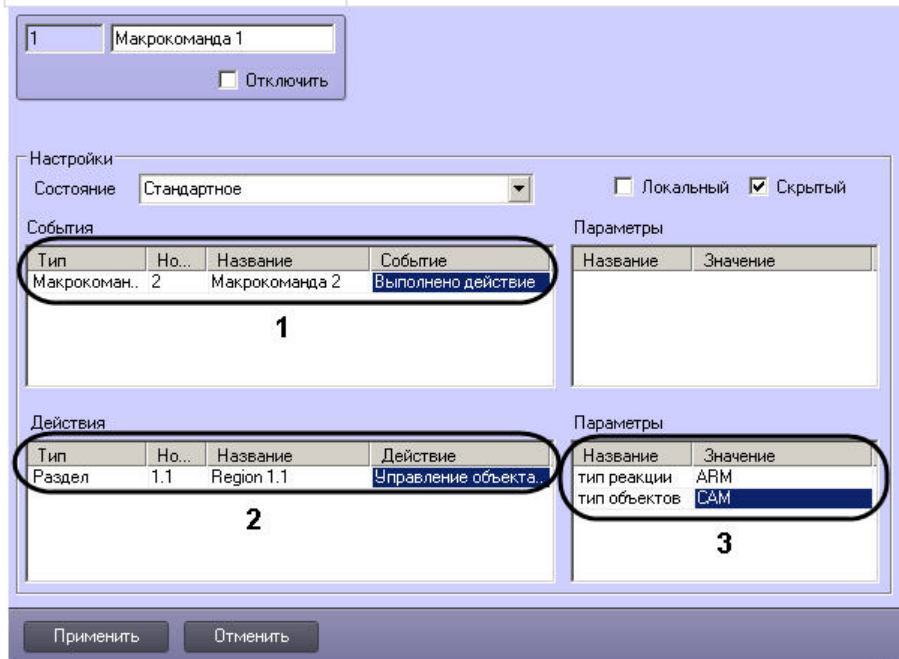 1 Макрокоманда 1
Отключить
Настройки
Состояние Стандартное Локальный Скрытый
События Параметры
Тип Но... Название Событие Название Значение
Макрокоман.. 2 Макрокоманда 2 Выполнено действие
1
Действия Параметры
Тип Но... Название Действие Название Значение
Раздел 1.1 Region 1.1 Управление объекта.. тип реакции ARM
тип объектов CAM
2 3
Применить Отменить